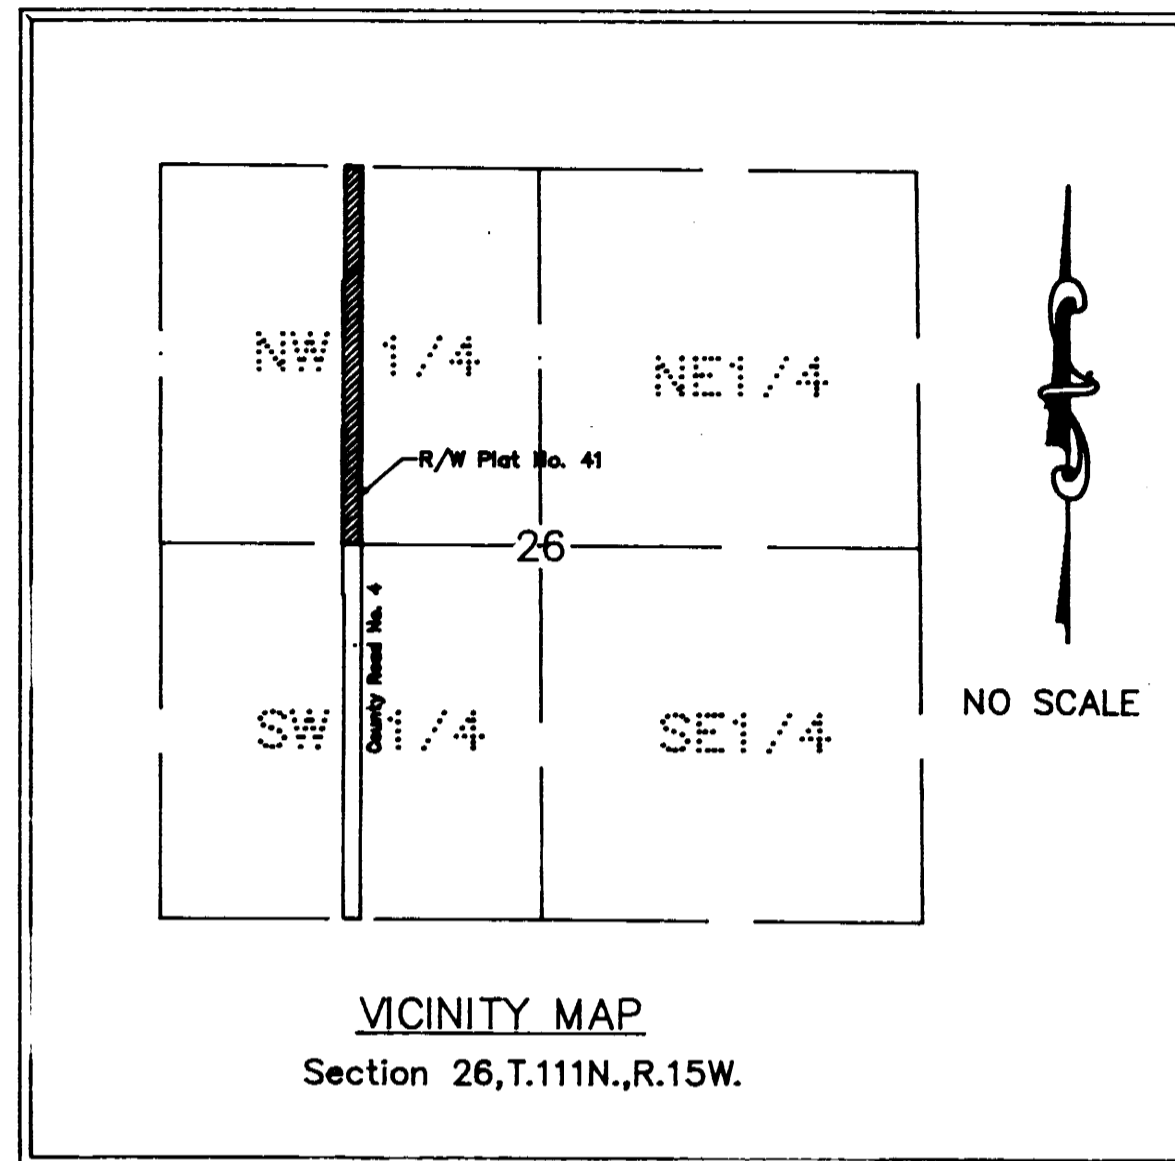 NW 1/4
NE1/4
R/W Plat No. 41
26
County Road No. 4
SW 1/4
SE1/4
NO SCALE
VICINITY MAP
Section 26,T.111N.,R.15W.